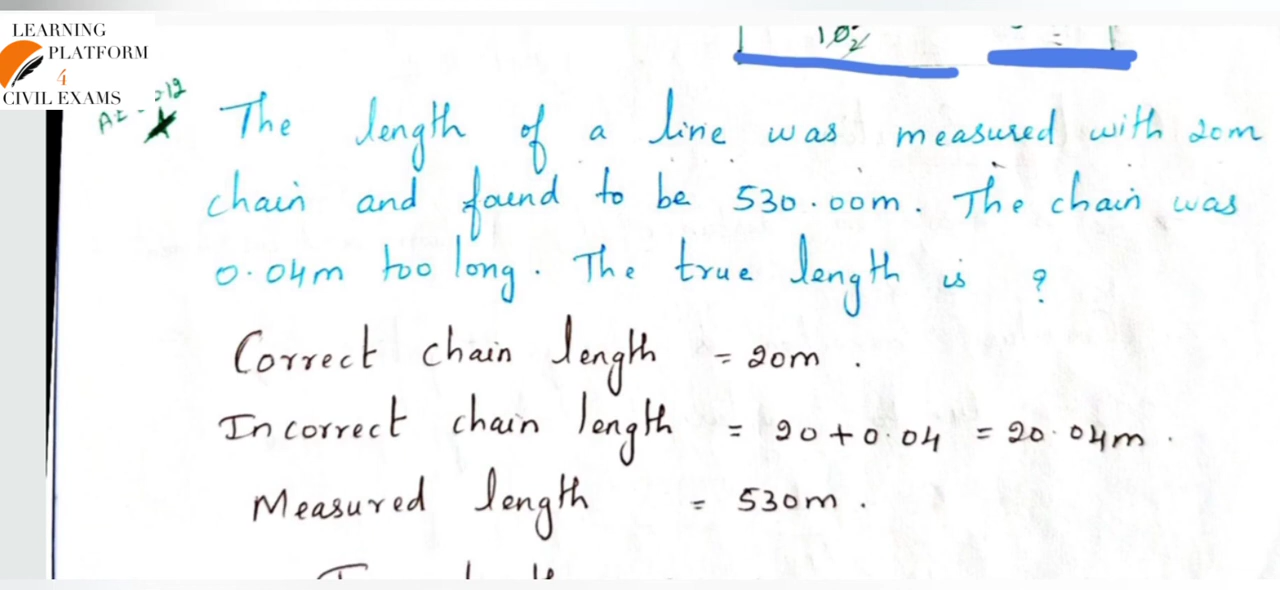 LEARNING
PLATFORM
4
CIVIL EXAMS
The length of a line was measured with 20m
chain and found to be 530.00m. The chain was
0.04m too long. The true length is ?
Correct chain length = 20m.
Incorrect chain length = 20+0.04 = 20.04m.
Measured length = 530m.